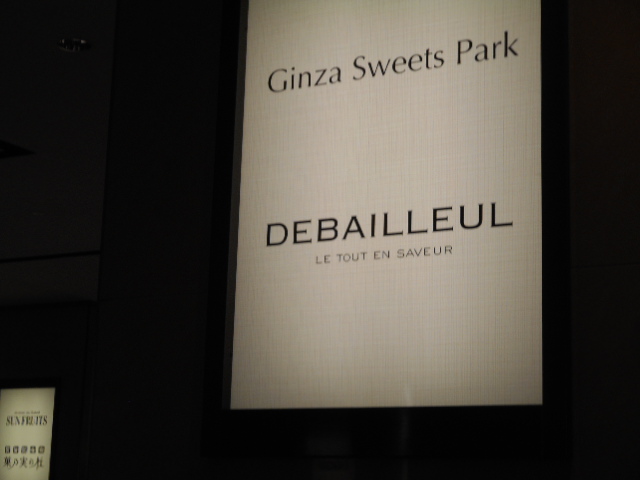 Ginza Sweets Park
DEBAILLEUL
LE TOUT EN SAVEUR
SUN FRUITS